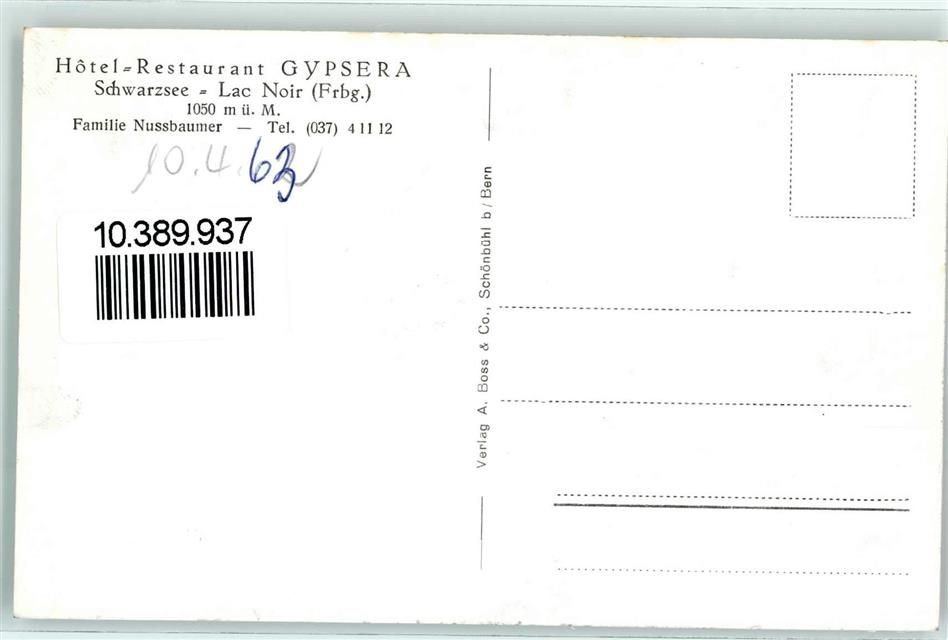 Hôtel-Restaurant GYPSERA
Schwarzsee - Lac Noir (Frbg.)
1050 m ü. M.
Familie Nussbaumer — Tel. (037) 4 11 12
10.4.63
10.389.937
Verlag A. Boss & Co., Schönbühl b/Bern